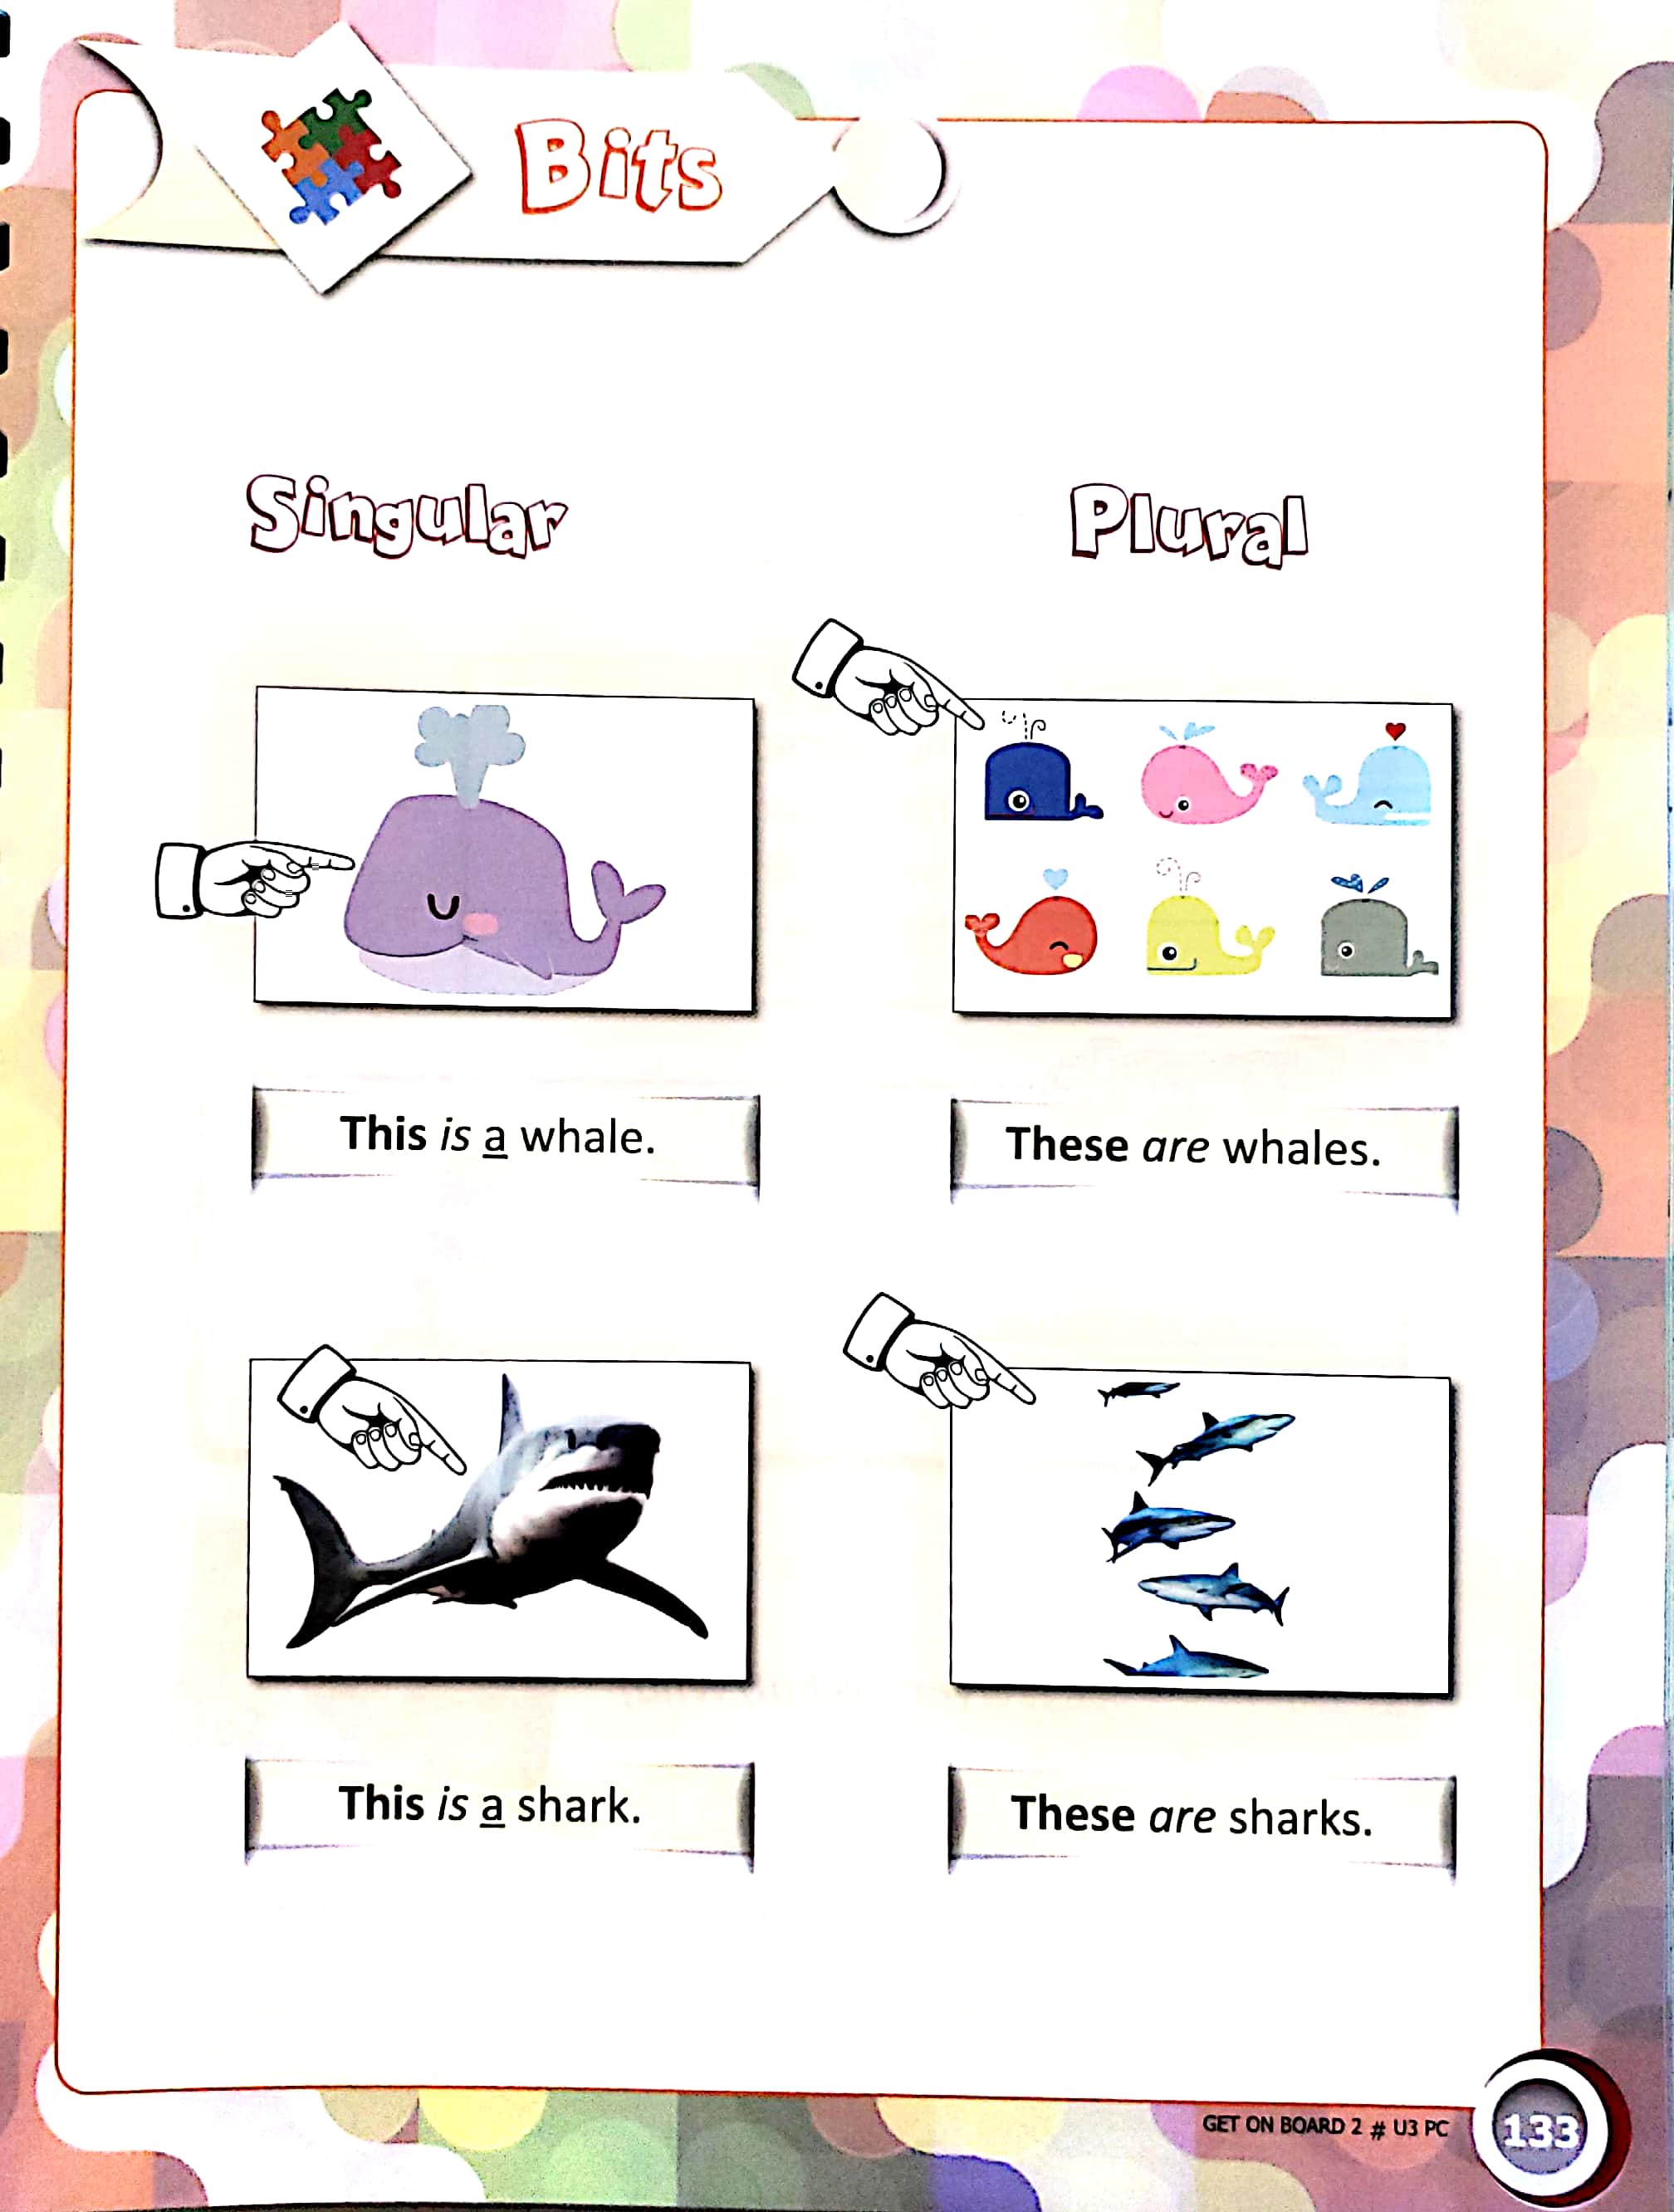 Bits
Singular
Plural
This is a whale.
These are whales.
This is a shark.
These are sharks.
GET ON BOARD 2 # U3 PC
133